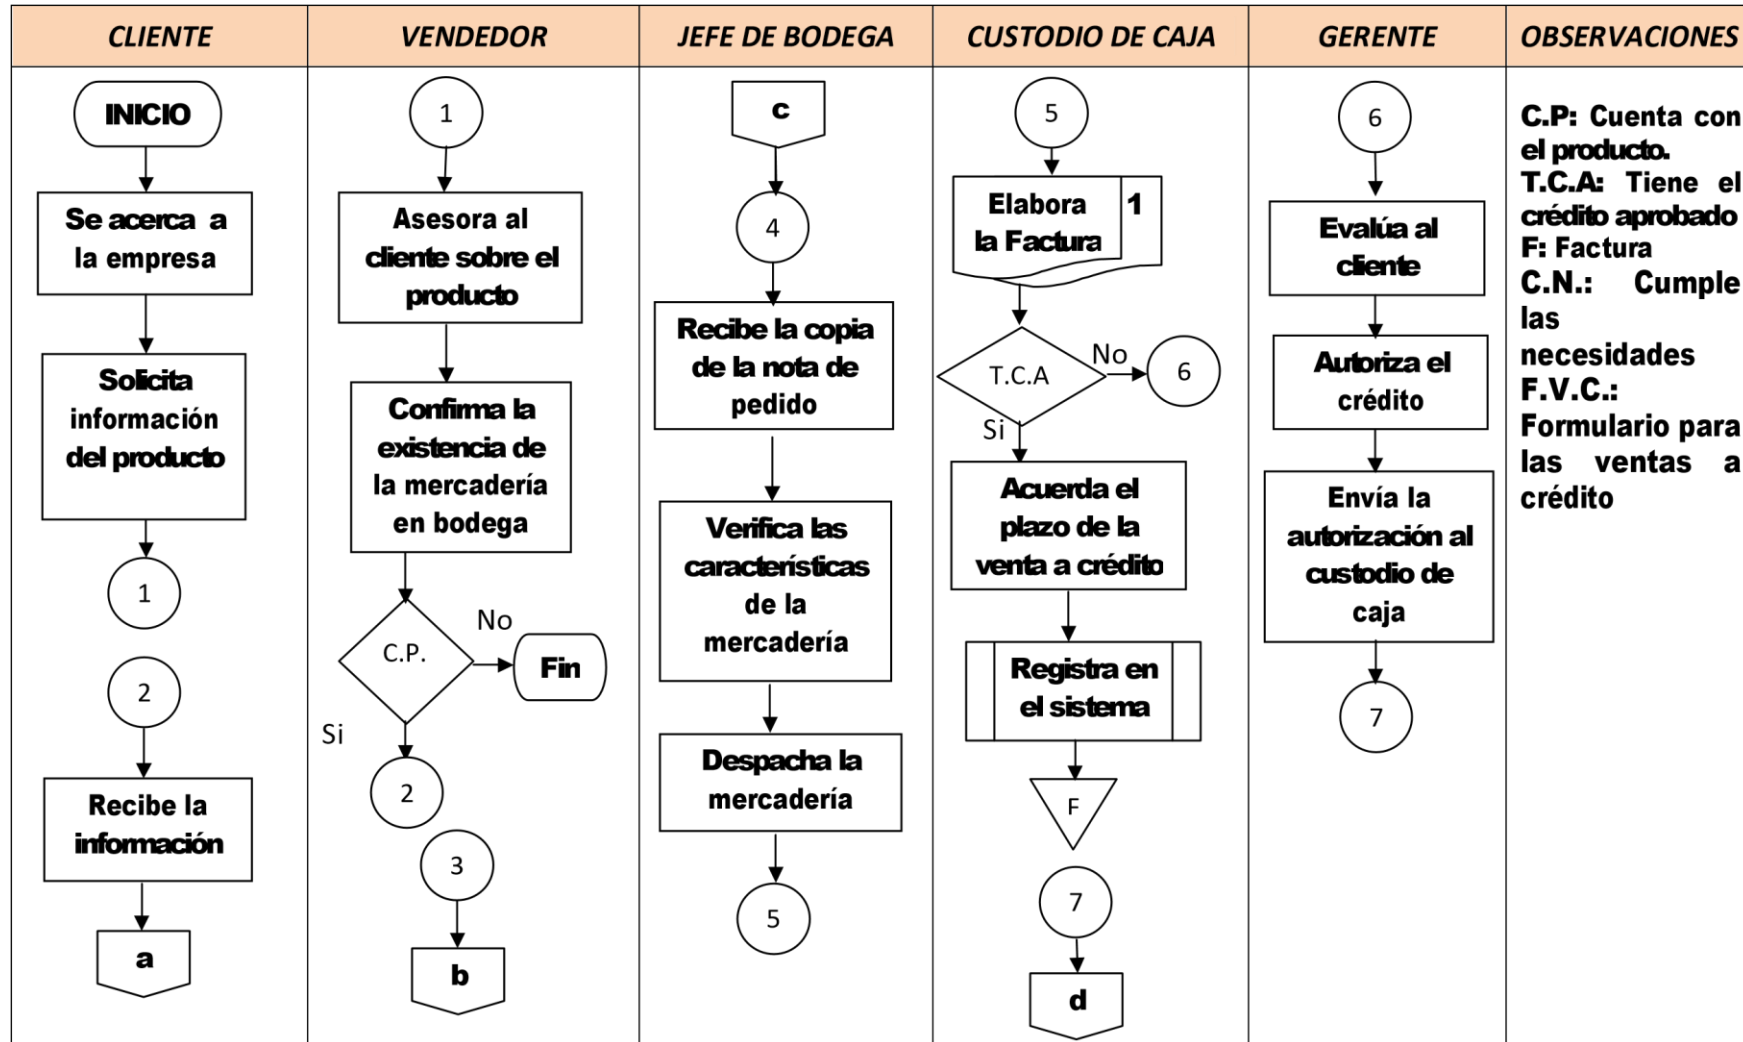 CLIENTE
VENDEDOR
JEFE DE BODEGA
CUSTODIO DE CAJA
GERENTE
OBSERVACIONES
INICIO
Se acerca a
la empresa
Solicita
información
del producto
1
2
Recibe la
información
a
1
Asesora al
cliente sobre el
producto
Confirma la
existencia de
la mercadería
en bodega
C.P.
No
Fin
Si
2
3
b
c
4
Recibe la copia
de la nota de
pedido
Verifica las
características
de la
mercadería
Despacha la
mercadería
5
5
Elabora
la Factura
1
T.C.A
No
6
Si
Acuerda el
plazo de la
venta a crédito
Registra en
el sistema
F
7
d
6
Evalúa al
cliente
Autoriza el
crédito
Envía la
autorización al
custodio de
caja
7
C.P: Cuenta con
el producto.
T.C.A: Tiene el
crédito aprobado
F: Factura
C.N.: Cumple
las
necesidades
F.V.C.:
Formulario para
las ventas a
crédito